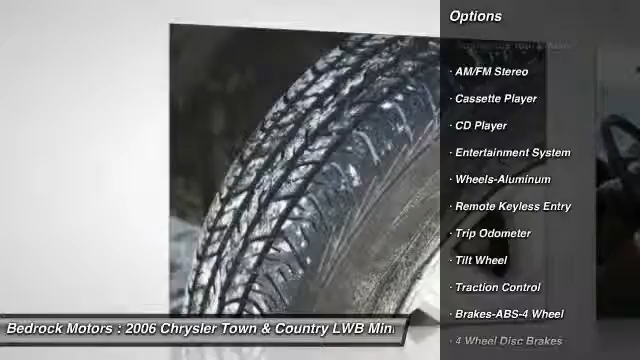 Options
· AM/FM Stereo
· Cassette Player
· CD Player
· Entertainment System
· Wheels-Aluminum
· Remote Keyless Entry
· Trip Odometer
· Tilt Wheel
· Traction Control
· Brakes-ABS-4 Wheel
· 4 Wheel Disc Brakes
Bedrock Motors : 2006 Chrysler Town & Country LWB Mini